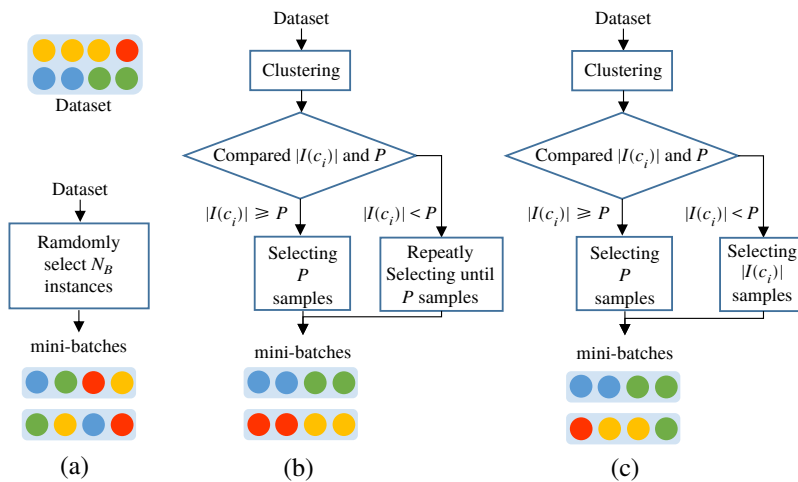 Dataset
Dataset
Ramdomly
select N_B
instances
mini-batches
(a)
Dataset
Clustering
Compared |I(c_i)| and P
|I(c_i)| ⩾ P
|I(c_i)| < P
Selecting
P
samples
Repeatly
Selecting until
P samples
mini-batches
(b)
Dataset
Clustering
Compared |I(c_i)| and P
|I(c_i)| ⩾ P
|I(c_i)| < P
Selecting
P
samples
Selecting
|I(c_i)|
samples
mini-batches
(c)